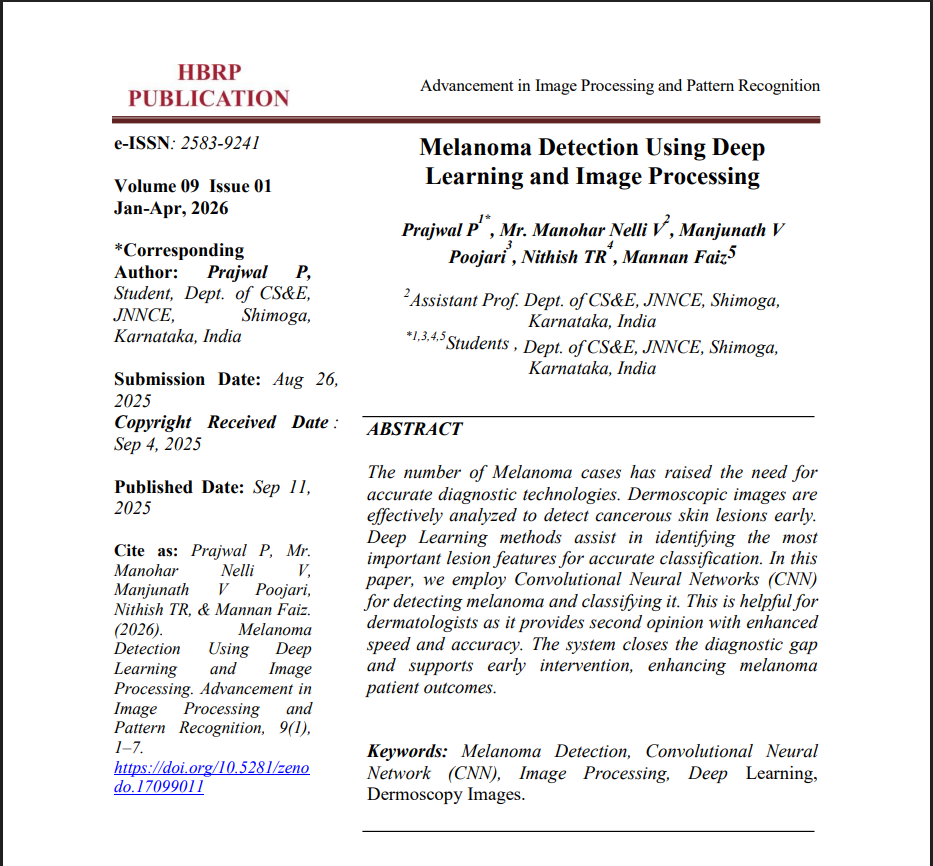 HBRP
PUBLICATION
Advancement in Image Processing and Pattern Recognition
e-ISSN: 2583-9241
Volume 09 Issue 01
Jan-Apr, 2026
*Corresponding
Author: Prajwal P,
Student, Dept. of CS&E,
JNNCE, Shimoga,
Karnataka, India
Submission Date: Aug 26,
2025
Copyright Received Date :
Sep 4, 2025
Published Date: Sep 11,
2025
Cite as: Prajwal P, Mr.
Manohar Nelli V,
Manjunath V Poojari,
Nithish TR, & Mannan Faiz.
(2026). Melanoma
Detection Using Deep
Learning and Image
Processing. Advancement in
Image Processing and
Pattern Recognition, 9(1),
1–7.
https://doi.org/10.5281/zeno
do.17099011
Melanoma Detection Using Deep
Learning and Image Processing
Prajwal P1*, Mr. Manohar Nelli V2, Manjunath V
Poojari3, Nithish TR4, Mannan Faiz5
2Assistant Prof. Dept. of CS&E, JNNCE, Shimoga,
Karnataka, India
*1,3,4,5Students , Dept. of CS&E, JNNCE, Shimoga,
Karnataka, India
ABSTRACT
The number of Melanoma cases has raised the need for
accurate diagnostic technologies. Dermoscopic images are
effectively analyzed to detect cancerous skin lesions early.
Deep Learning methods assist in identifying the most
important lesion features for accurate classification. In this
paper, we employ Convolutional Neural Networks (CNN)
for detecting melanoma and classifying it. This is helpful for
dermatologists as it provides second opinion with enhanced
speed and accuracy. The system closes the diagnostic gap
and supports early intervention, enhancing melanoma
patient outcomes.
Keywords: Melanoma Detection, Convolutional Neural
Network (CNN), Image Processing, Deep Learning,
Dermoscopy Images.